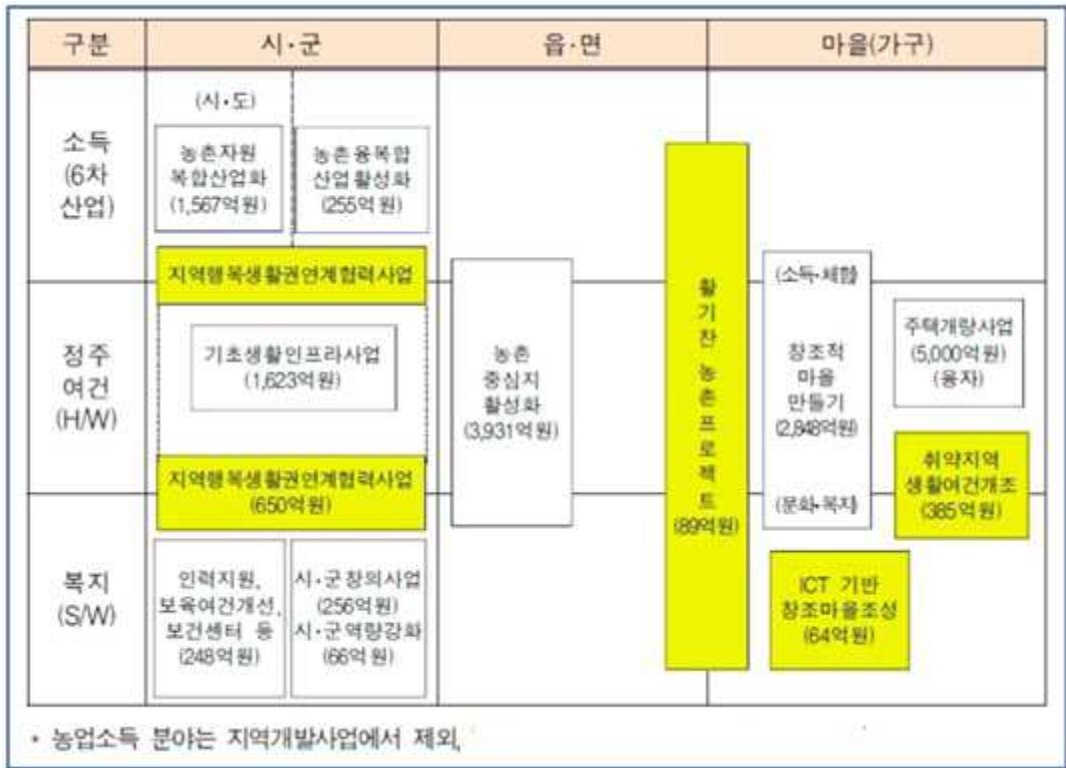 구분
시·군
읍·면
마을(가구)
소득
(6차
산업)
(시·도)
농촌자원
복합산업화
(1,567억원)
농촌융복합
산업활성화
(255억원)
지역행복생활권연계협력사업
정주
여건
(H/W)
기초생활인프라사업
(1,623억원)
지역행복생활권연계협력사업
(650억원)
농촌
중심지
활성화
(3,931억원)
활기찬 농촌프로젝트
(89억원)
(소득·체험)
창조적
마을
만들기
(2,848억원)
(문화·복지)
주택개량사업
(5,000억원)
(융자)
취약지역
생활여건개조
(385억원)
복지
(S/W)
인력지원,
보육여건개선,
보건센터 등
(248억원)
시·군창의사업
(256억원)
시·군역량강화
(66억원)
ICT 기반
창조마을조성
(64억원)
* 농업소득 분야는 지역개발사업에서 제외,